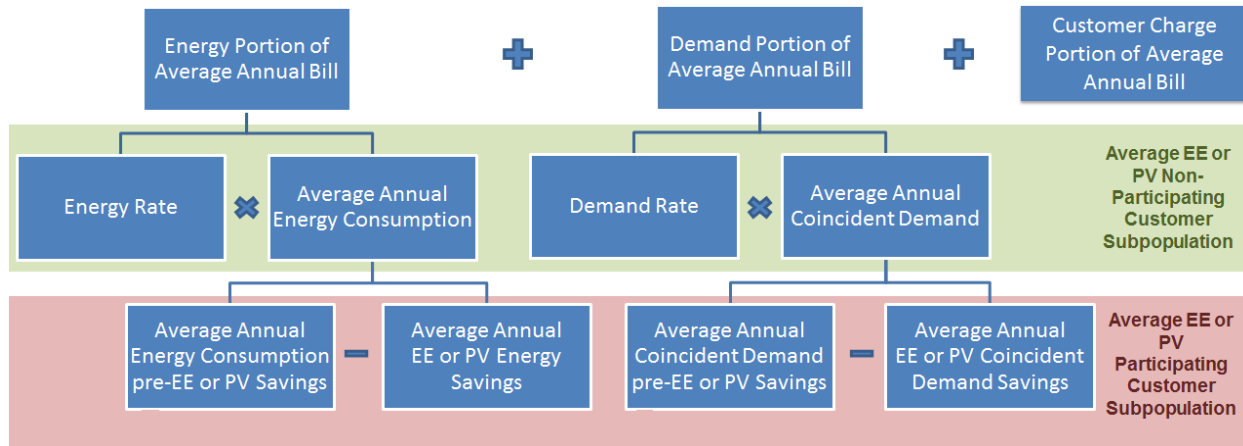 Energy Portion of
Average Annual Bill
Demand Portion of
Average Annual Bill
Customer Charge
Portion of Average
Annual Bill
Energy Rate
Average Annual
Energy Consumption
Demand Rate
Average Annual
Coincident Demand
Average EE or
PV Non-
Participating
Customer
Subpopulation
Average Annual
Energy Consumption
pre-EE or PV Savings
Average Annual
EE or PV Energy
Savings
Average Annual
Coincident Demand
pre-EE or PV Savings
Average Annual
EE or PV Coincident
Demand Savings
Average EE or
PV
Participating
Customer
Subpopulation